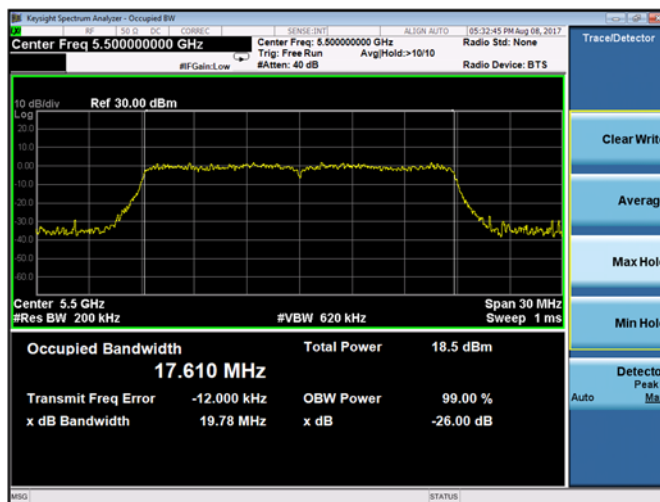 Keysight Spectrum Analyzer - Occupied BW
RF 50 Ω DC CORREC SENSE:INT ALIGN AUTO 05:32:45 PM Aug 08, 2017
Center Freq 5.500000000 GHz Center Freq: 5.500000000 GHz Radio Std: None Trace/Detector
Trig: Free Run Avg|Hold:>10/10
#IFGain:Low #Atten: 40 dB Radio Device: BTS
10 dB/div Ref 30.00 dBm
Log
20.0
10.0
0.00
-10.0
-20.0
-30.0
-40.0
-50.0
-60.0
Center 5.5 GHz Span 30 MHz
#Res BW 200 kHz #VBW 620 kHz Sweep 1 ms
Occupied Bandwidth Total Power 18.5 dBm
17.610 MHz
Transmit Freq Error -12.000 kHz OBW Power 99.00 %
x dB Bandwidth 19.78 MHz x dB -26.00 dB
MSG STATUS
Clear Write
Averag
Max Hol
Min Hol
Detecto
Peak
Auto Ma